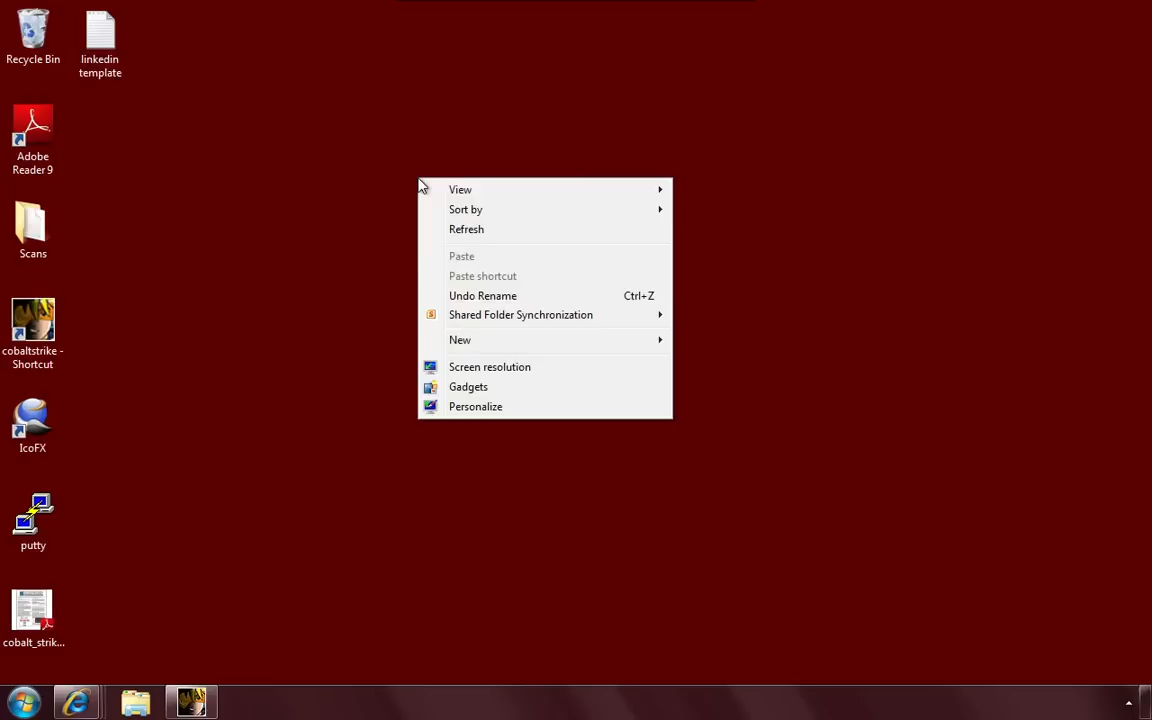 Recycle Bin
linkedin
template
Adobe
Reader 9
Scans
cobaltstrike -
Shortcut
IcoFX
putty
cobalt_strik...
View
Sort by
Refresh
Paste
Paste shortcut
Undo Rename Ctrl+Z
Shared Folder Synchronization
New
Screen resolution
Gadgets
Personalize